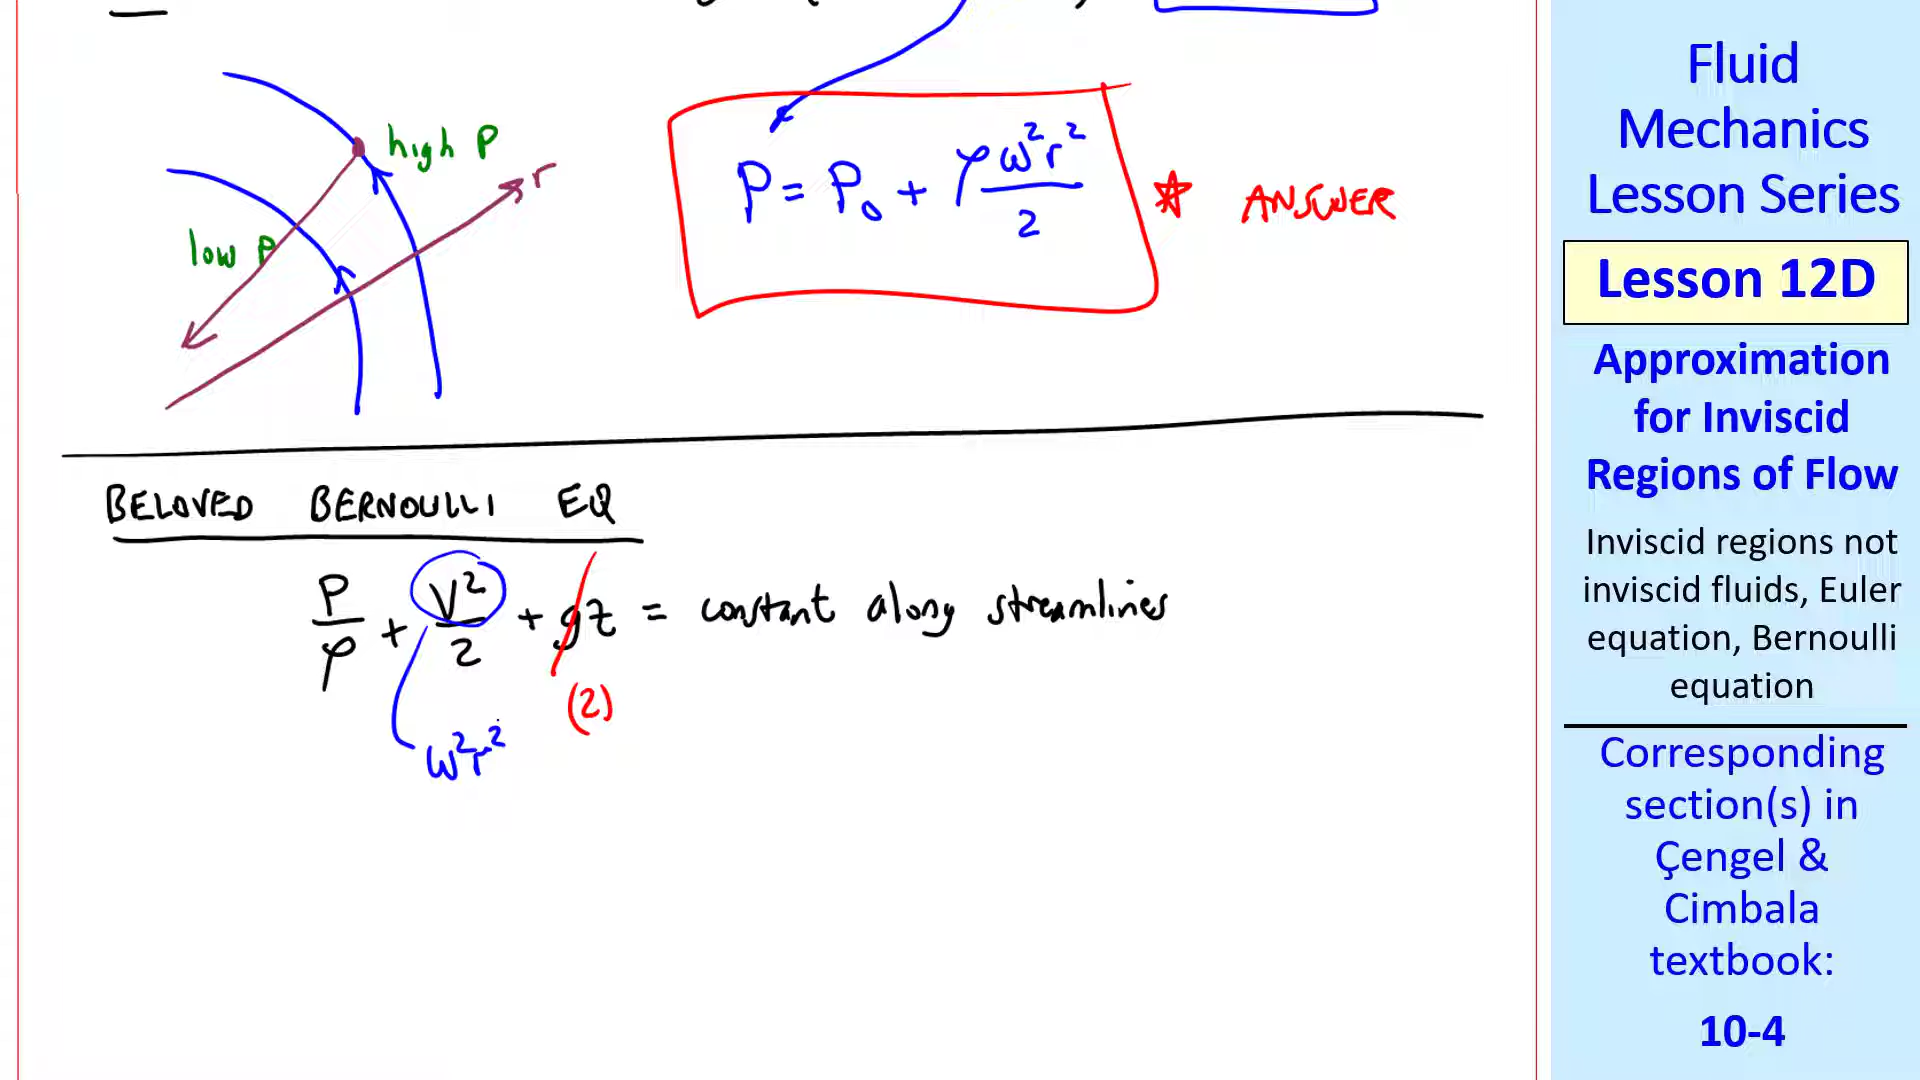 high P
r
low P
P = P₀ + ρ ω²r²/2
* ANSWER
BELOVED BERNOULLI EQ
P/ρ + V²/2 + gz = constant along streamlines
(2)
ω²r²
Fluid
Mechanics
Lesson Series
Lesson 12D
Approximation
for Inviscid
Regions of Flow
Inviscid regions not
inviscid fluids, Euler
equation, Bernoulli
equation
Corresponding
section(s) in
Çengel &
Cimbala
textbook:
10-4